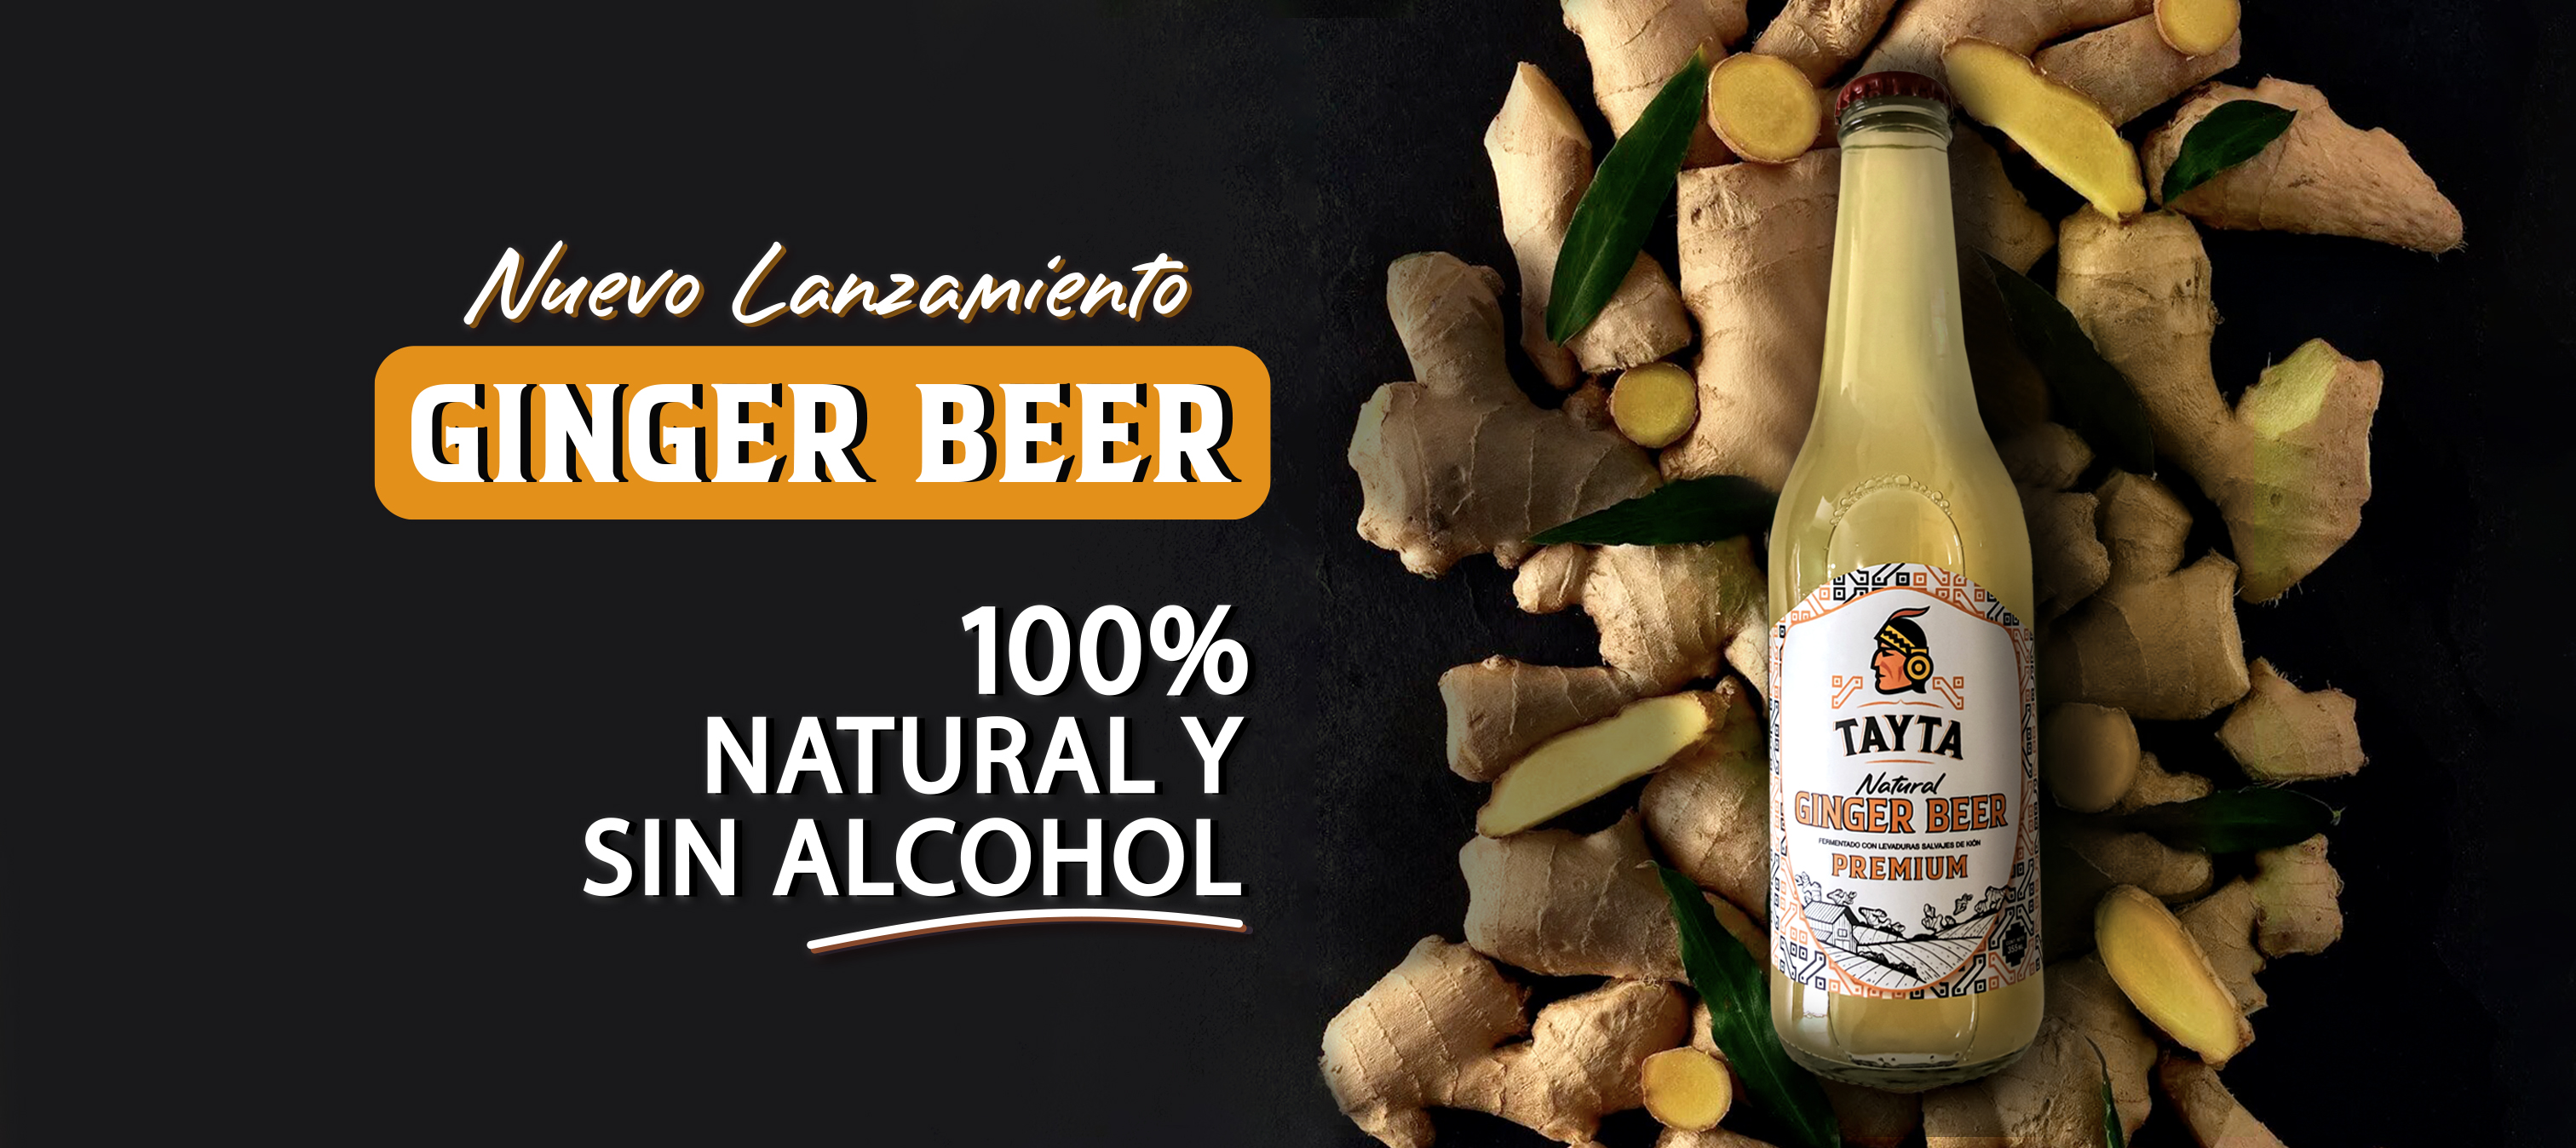 Nuevo Lanzamiento
GINGER BEER
100%
NATURAL Y
SIN ALCOHOL
TAYTA
Natural
GINGER BEER
FERMENTADO CON LEVADURAS SALVAJES DE KIÓN
PREMIUM